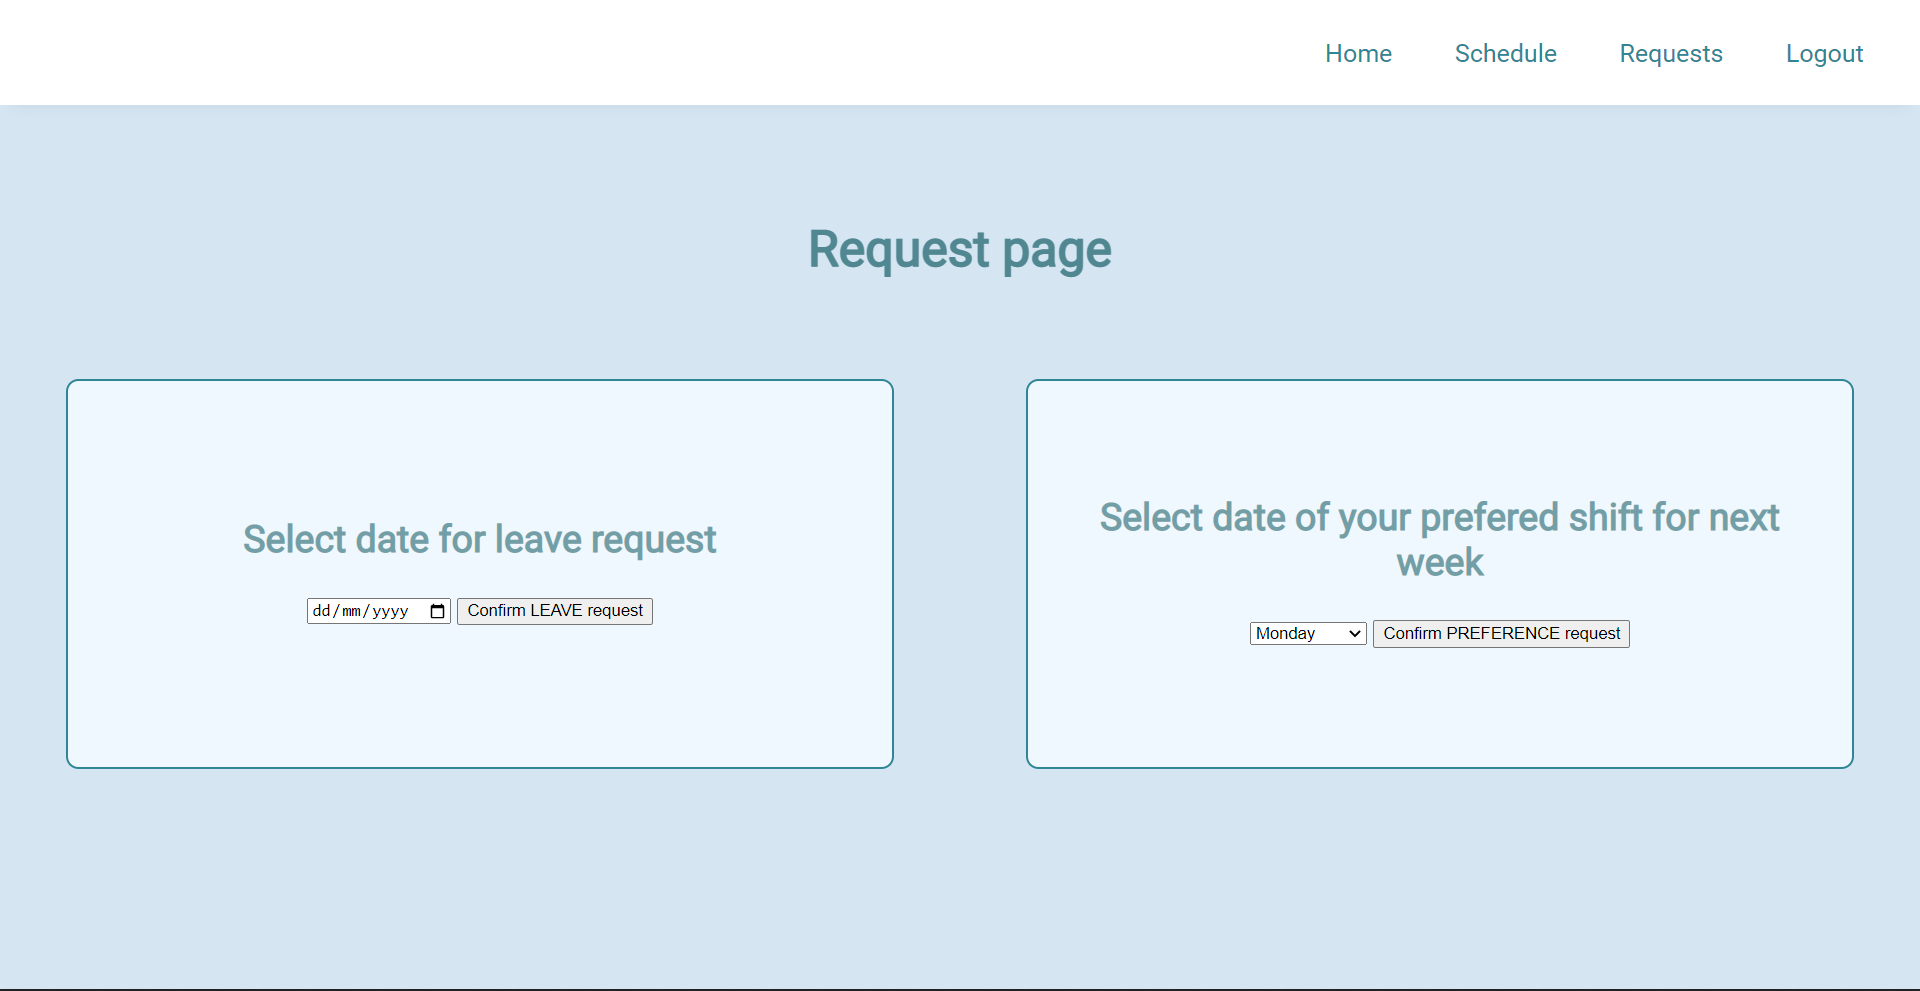 Home Schedule Requests Logout
Request page
Select date for leave request
dd/mm/yyyy Confirm LEAVE request
Select date of your prefered shift for next
week
Monday Confirm PREFERENCE request